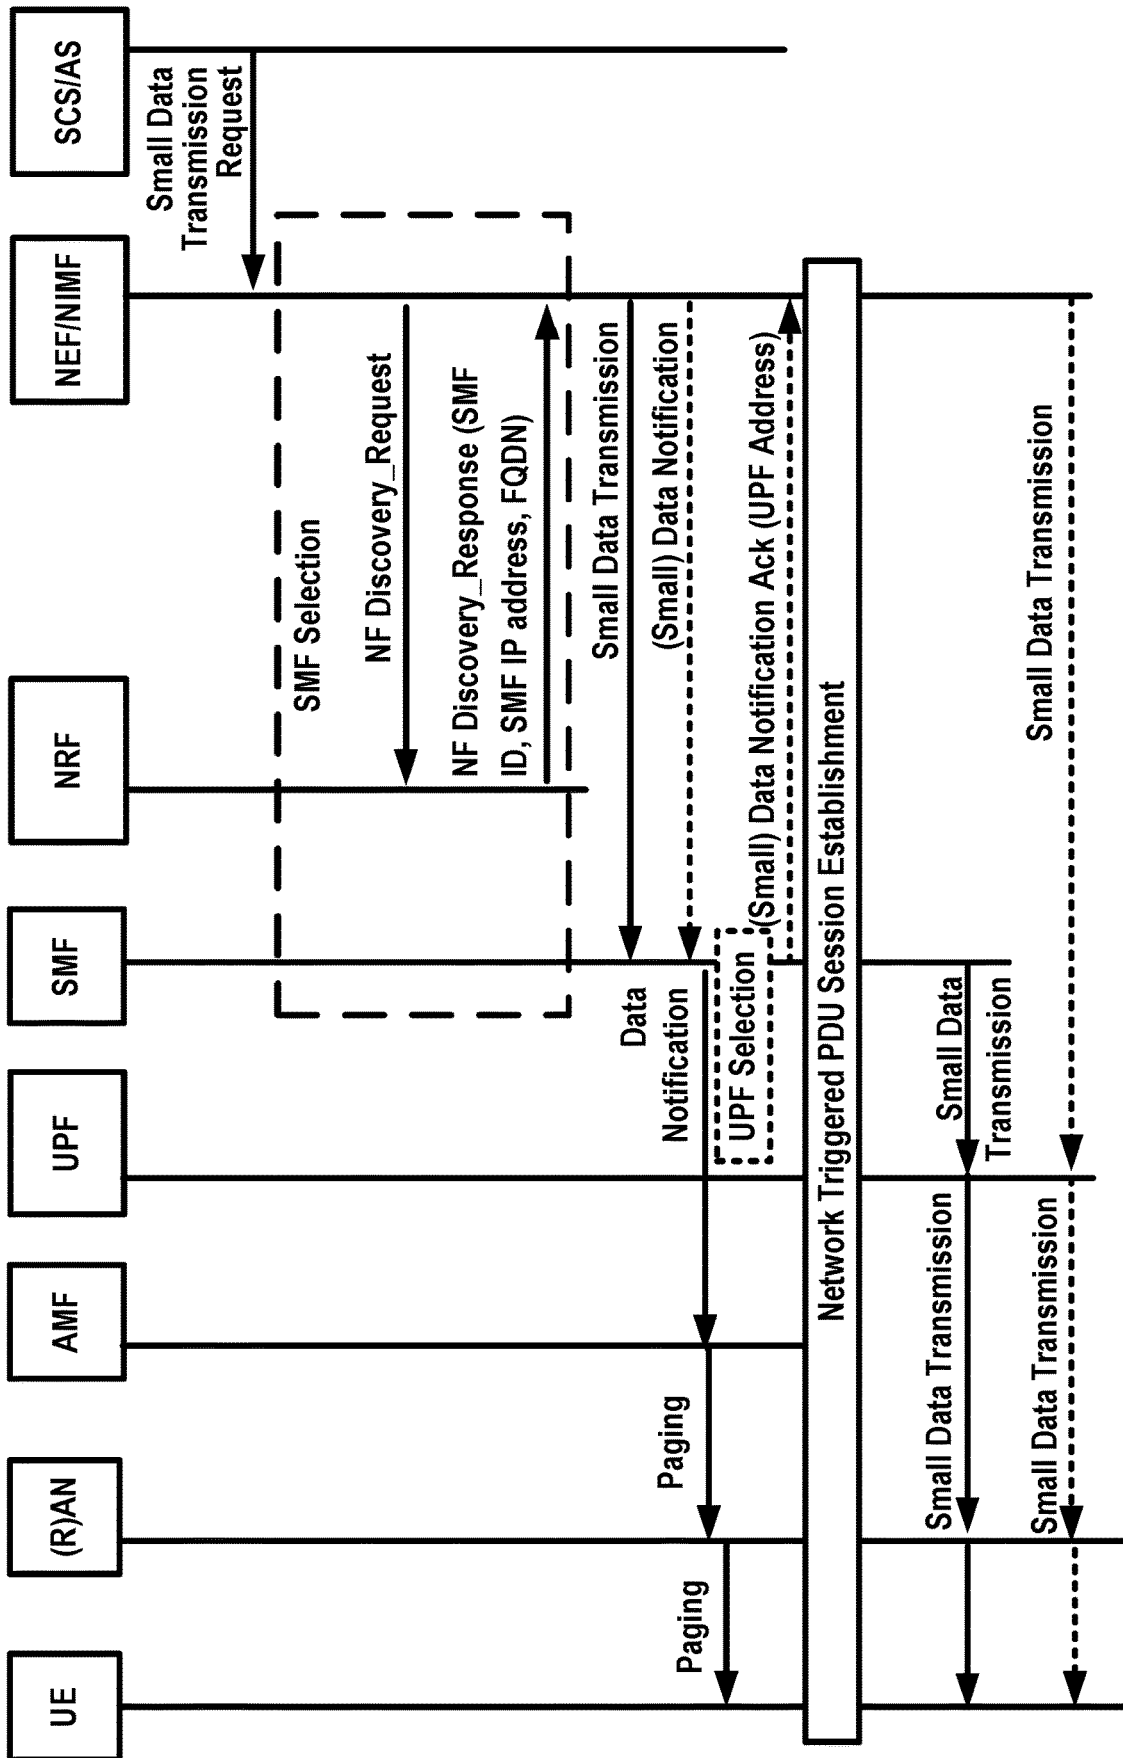 UE
(R)AN
AMF
UPF
SMF
NRF
NEF/NIMF
SCS/AS
Small Data
Transmission
Request
SMF Selection
NF Discovery_Request
NF Discovery_Response (SMF
ID, SMF IP address, FQDN)
Small Data Transmission
(Small) Data Notification
Data
Notification
Paging
Paging
UPF Selection
(Small) Data Notification Ack (UPF Address)
Network Triggered PDU Session Establishment
Small Data
Transmission
Small Data Transmission
Small Data Transmission
Small Data Transmission